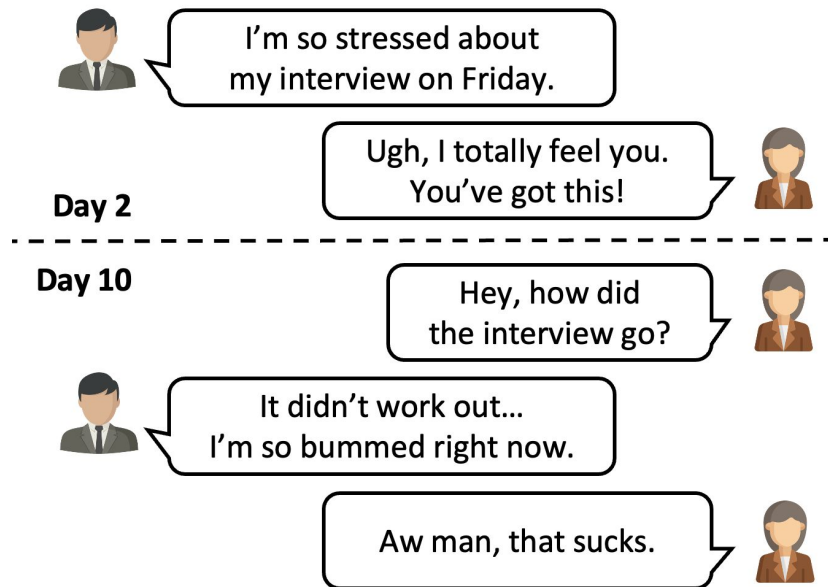 I’m so stressed about
my interview on Friday.
Ugh, I totally feel you.
You’ve got this!
Day 2
Day 10
Hey, how did
the interview go?
It didn’t work out…
I’m so bummed right now.
Aw man, that sucks.